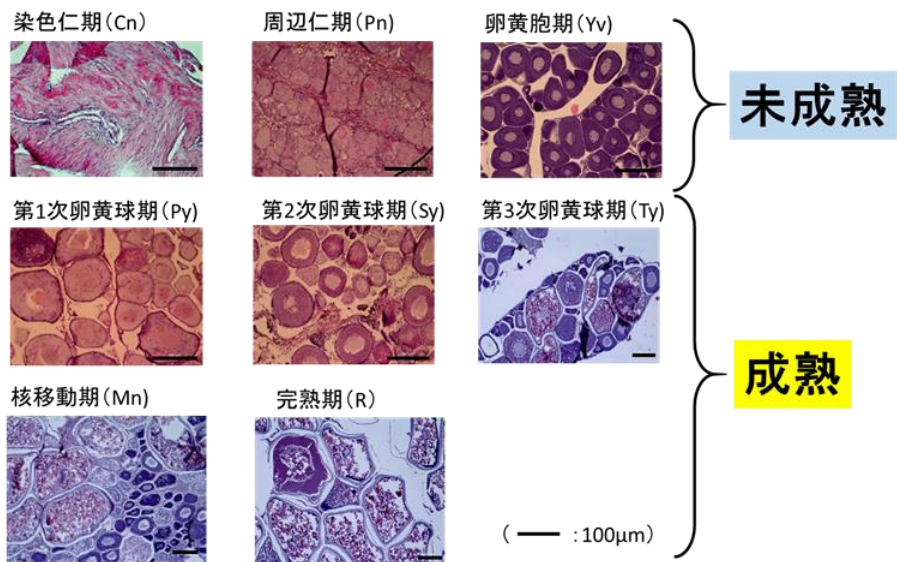 染色仁期(Cn)
周辺仁期(Pn)
卵黄胞期(Yv)
未成熟
第1次卵黄球期(Py)
第2次卵黄球期(Sy)
第3次卵黄球期(Ty)
成熟
核移動期(Mn)
完熟期(R)
( — : 100μm)